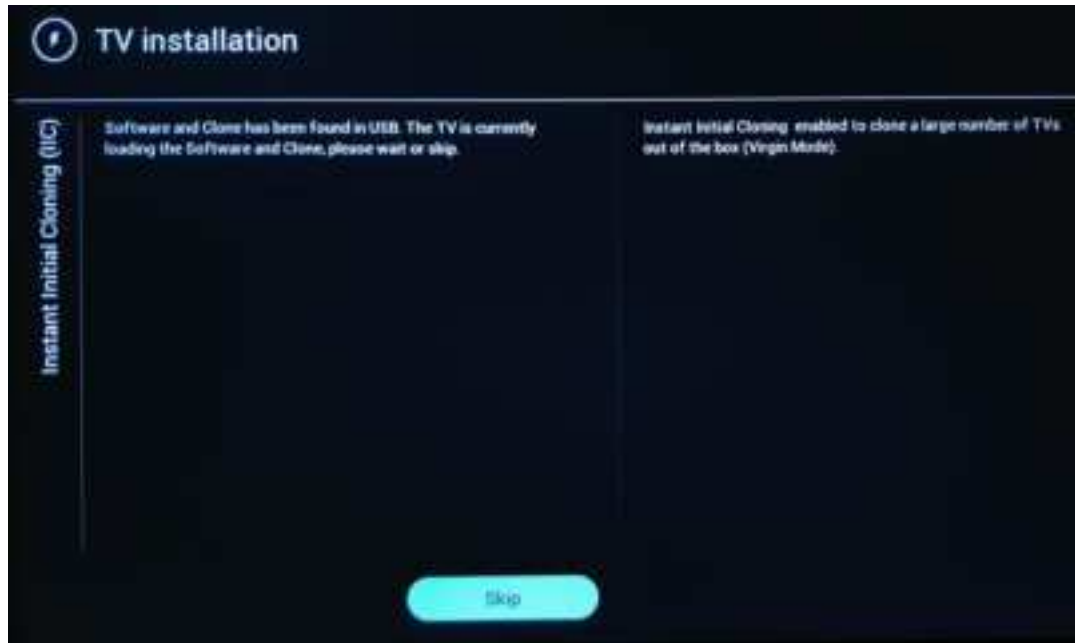 TV installation
Instant Initial Cloning (IIC)
Software and Clone has been found in USB. The TV is currently
loading the Software and Clone, please wait or skip.
Instant Initial Cloning enabled to clone a large number of TVs
out of the box (Virgin Mode).
Skip